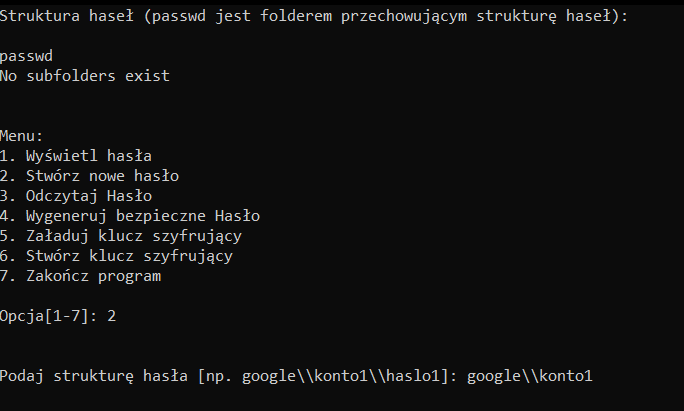 Struktura haseł (passwd jest folderem przechowującym strukturę haseł):
passwd
No subfolders exist
Menu:
1. Wyświetl hasła
2. Stwórz nowe hasło
3. Odczytaj Hasło
4. Wygeneruj bezpieczne Hasło
5. Załaduj klucz szyfrujący
6. Stwórz klucz szyfrujący
7. Zakończ program
Opcja[1-7]: 2
Podaj strukturę hasła [np. google\\konto1\\haslo1]: google\\konto1